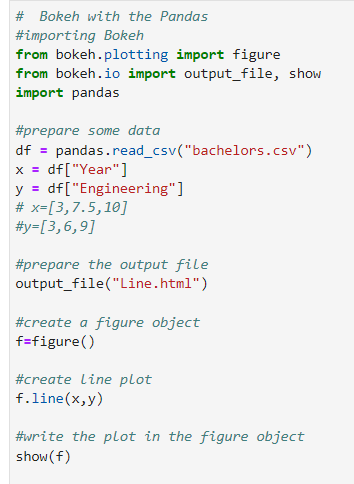 #  Bokeh with the Pandas
#importing Bokeh
from bokeh.plotting import figure
from bokeh.io import output_file, show
import pandas

#prepare some data
df = pandas.read_csv("bachelors.csv")
x = df["Year"]
y = df["Engineering"]
# x=[3,7.5,10]
#y=[3,6,9]

#prepare the output file
output_file("Line.html")

#create a figure object
f=figure()

#create line plot
f.line(x,y)

#write the plot in the figure object
show(f)